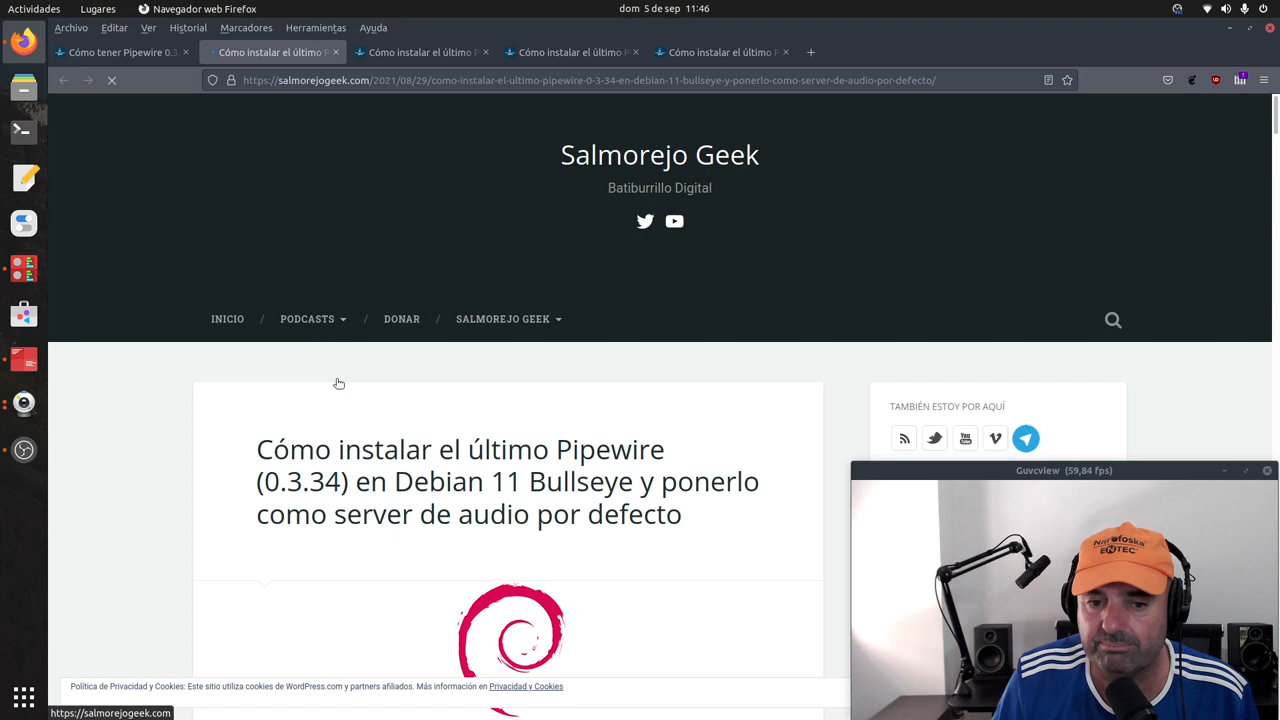 Actividades Lugares Navegador web Firefox dom 5 de sep 11:46
Archivo Editar Ver Historial Marcadores Herramientas Ayuda
Cómo tener Pipewire 0.3 Cómo instalar el último P Cómo instalar el último P Cómo instalar el último P Cómo instalar el último P
https://salmorejogeek.com/2021/08/29/como-instalar-el-ultimo-pipewire-0-3-34-en-debian-11-bullseye-y-ponerlo-como-server-de-audio-por-defecto/
Salmorejo Geek
Batiburrillo Digital
INICIO / PODCASTS / DONAR / SALMOREJO GEEK
Cómo instalar el último Pipewire
(0.3.34) en Debian 11 Bullseye y ponerlo
como server de audio por defecto
TAMBIÉN ESTOY POR AQUÍ
You
Tube
Guvcview (59,84 fps)
Nitrofoska
ENTEC
Política de Privacidad y Cookies: Este sitio utiliza cookies de WordPress.com y partners afiliados. Más información en Privacidad y Cookies
https://salmorejogeek.com